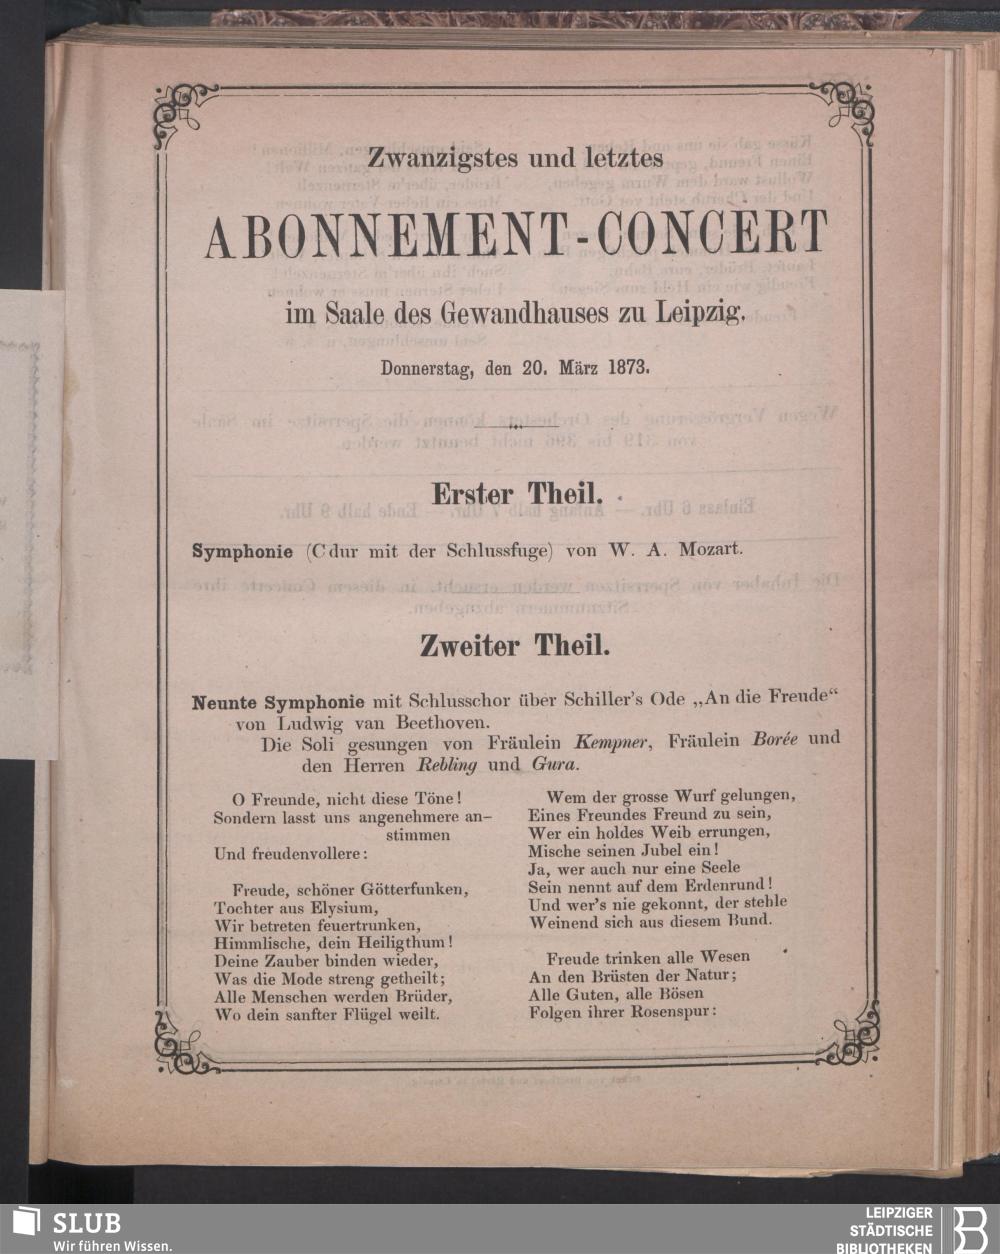 Zwanzigstes und letztes
ABONNEMENT-CONCERT
im Saale des Gewandhauses zu Leipzig.
Donnerstag, den 20. März 1873.
Erster Theil.
Symphonie (C dur mit der Schlussfuge) von W. A. Mozart.
Zweiter Theil.
Neunte Symphonie mit Schlusschor über Schiller's Ode „An die Freude“
von Ludwig van Beethoven.
Die Soli gesungen von Fräulein Kempner, Fräulein Borée und
den Herren Rebling und Gura.
O Freunde, nicht diese Töne!
Sondern lasst uns angenehmere an-
stimmen
Und freudenvollere:
Freude, schöner Götterfunken,
Tochter aus Elysium,
Wir betreten feuertrunken,
Himmlische, dein Heiligthum!
Deine Zauber binden wieder,
Was die Mode streng getheilt;
Alle Menschen werden Brüder,
Wo dein sanfter Flügel weilt.
Wem der grosse Wurf gelungen,
Eines Freundes Freund zu sein,
Wer ein holdes Weib errungen,
Mische seinen Jubel ein!
Ja, wer auch nur eine Seele
Sein nennt auf dem Erdenrund!
Und wer's nie gekonnt, der stehle
Weinend sich aus diesem Bund.
Freude trinken alle Wesen
An den Brüsten der Natur;
Alle Guten, alle Bösen
Folgen ihrer Rosenspur:
SLUB
Wir führen Wissen.
LEIPZIGER
STÄDTISCHE
BIBLIOTHEKEN